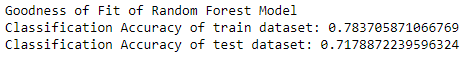 Goodness of Fit of Random Forest Model
Classification Accuracy of train dataset: 0.783705871066769
Classification Accuracy of test dataset: 0.7178872239596324